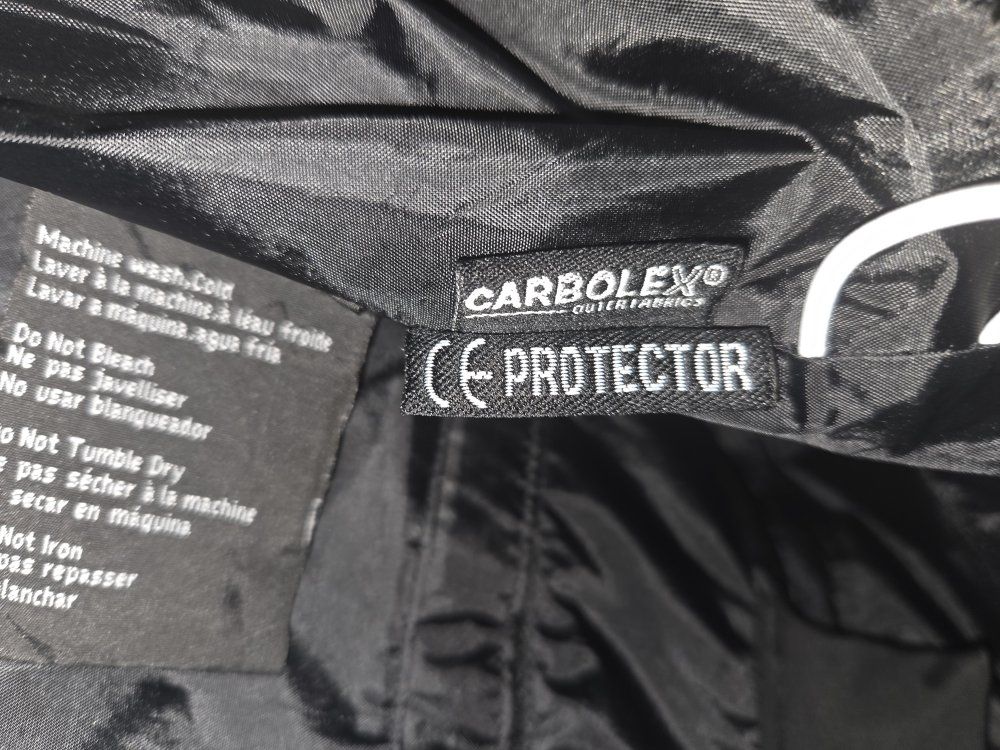 Machine wash.Cold
Laver à la machine.à léau froide
Lavar a máquina.agua fria
Do Not Bleach
Ne pas javelliser
No usar blanqueador
Do Not Tumble Dry
pas sécher à la machine
secar en máquina
Not Iron
pas repasser
lanchar
CARBOLEX®
OUTER FABRICS
CE PROTECTOR